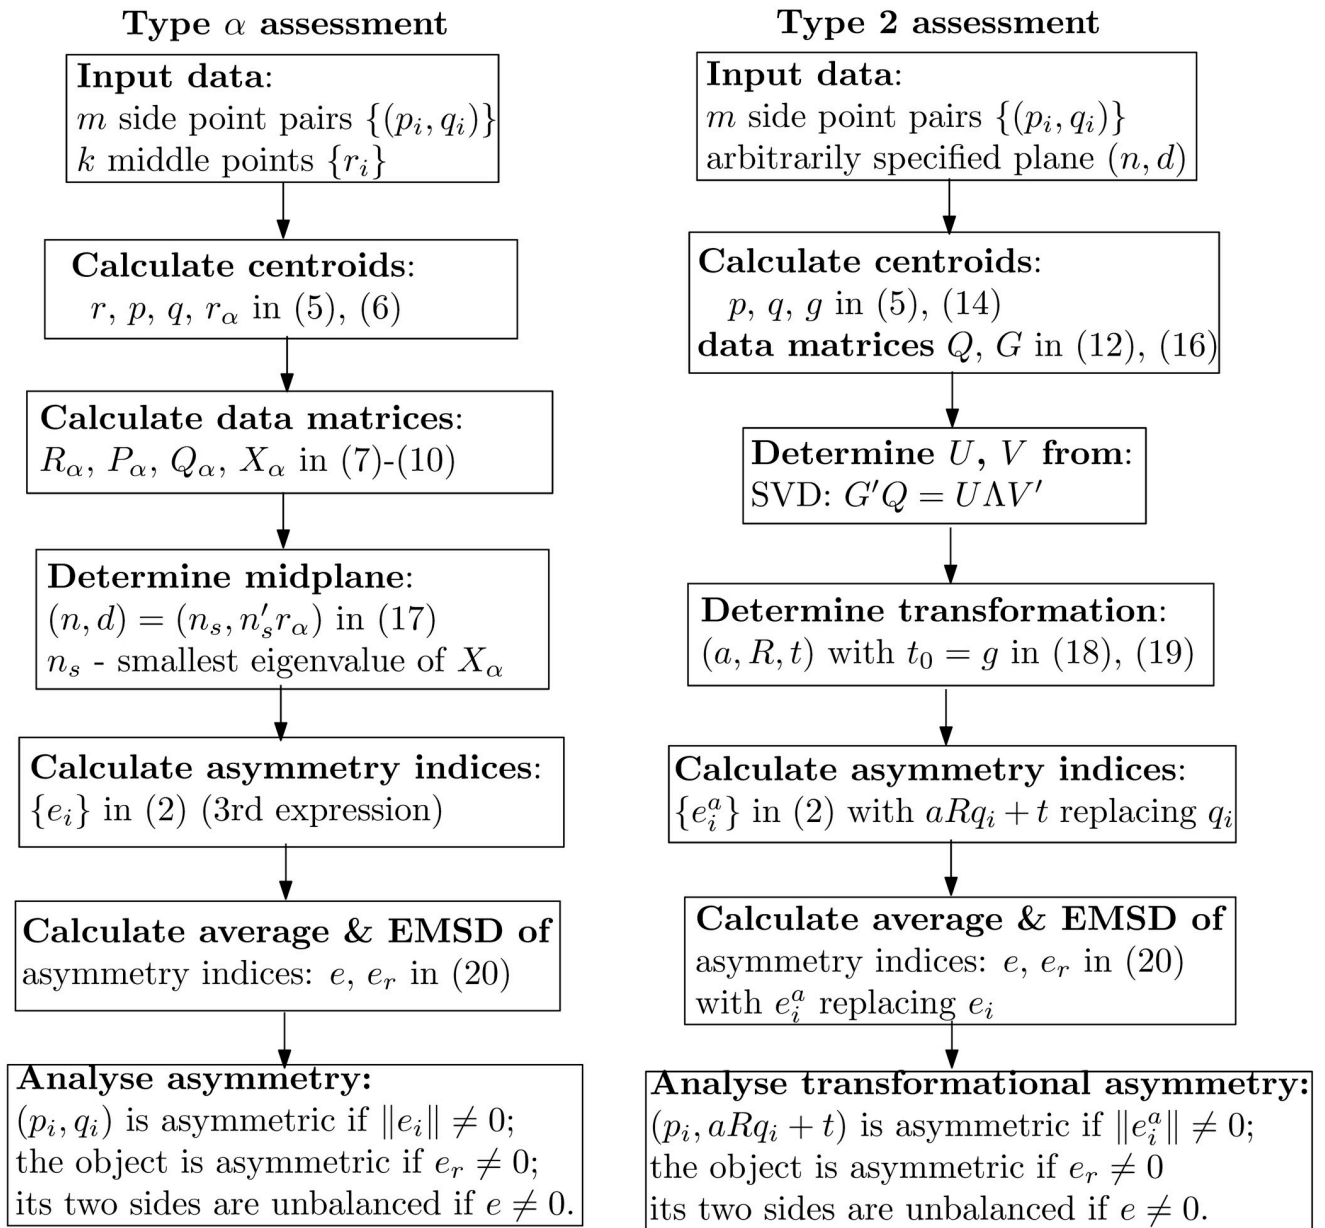 Type α assessment
Input data:
m side point pairs {(pᵢ, qᵢ)}
k middle points {rᵢ}
Calculate centroids:
r, p, q, r_α in (5), (6)
Calculate data matrices:
R_α, P_α, Q_α, X_α in (7)-(10)
Determine midplane:
(n, d) = (n_s, n′_s r_α) in (17)
n_s - smallest eigenvalue of X_α
Calculate asymmetry indices:
{eᵢ} in (2) (3rd expression)
Calculate average & EMSD of
asymmetry indices: e, e_r in (20)
Analyse asymmetry:
(pᵢ, qᵢ) is asymmetric if ‖eᵢ‖ ≠ 0;
the object is asymmetric if e_r ≠ 0;
its two sides are unbalanced if e ≠ 0.
Type 2 assessment
Input data:
m side point pairs {(pᵢ, qᵢ)}
arbitrarily specified plane (n, d)
Calculate centroids:
p, q, g in (5), (14)
data matrices Q, G in (12), (16)
Determine U, V from:
SVD: G′Q = UΛV′
Determine transformation:
(a, R, t) with t₀ = g in (18), (19)
Calculate asymmetry indices:
{eᵢᵃ} in (2) with aRqᵢ + t replacing qᵢ
Calculate average & EMSD of
asymmetry indices: e, e_r in (20)
with eᵢᵃ replacing eᵢ
Analyse transformational asymmetry:
(pᵢ, aRqᵢ + t) is asymmetric if ‖eᵢᵃ‖ ≠ 0;
the object is asymmetric if e_r ≠ 0
its two sides are unbalanced if e ≠ 0.